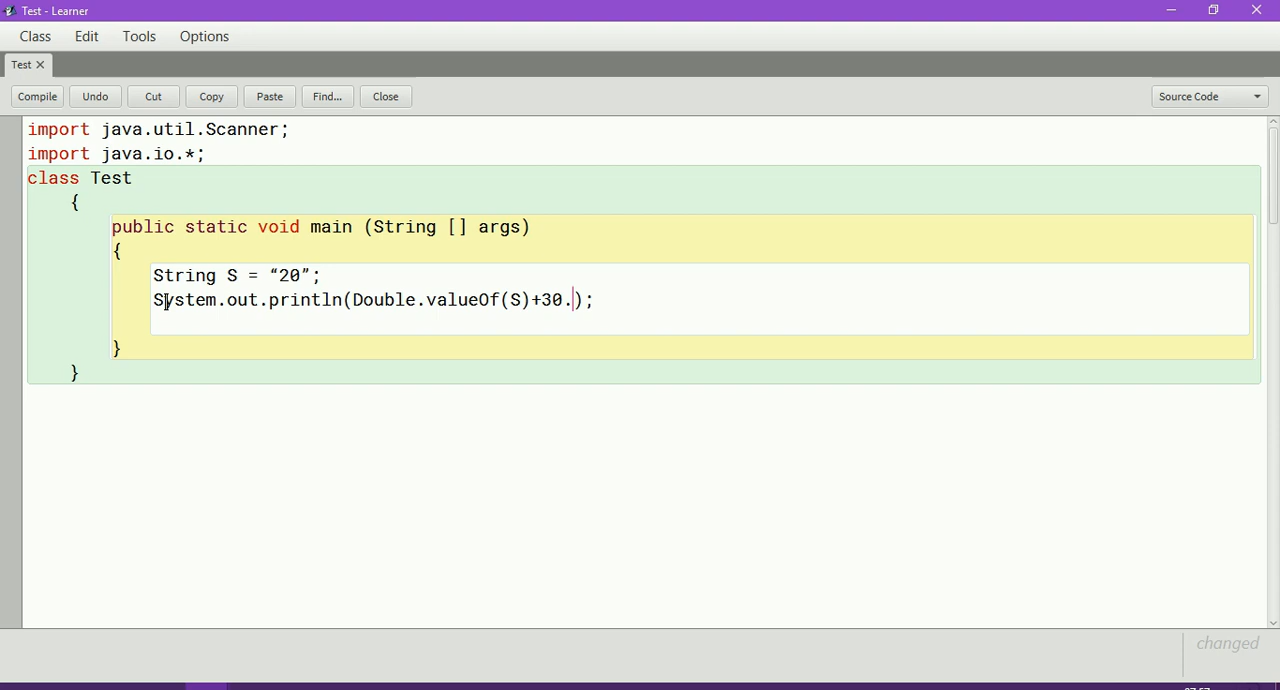 Test - Learner
Class Edit Tools Options
Test ✕
Compile Undo Cut Copy Paste Find... Close Source Code
import java.util.Scanner;
import java.io.*;
class Test
{
public static void main (String [] args)
{
String S = “20”;
System.out.println(Double.valueOf(S)+30.);
}
}
changed